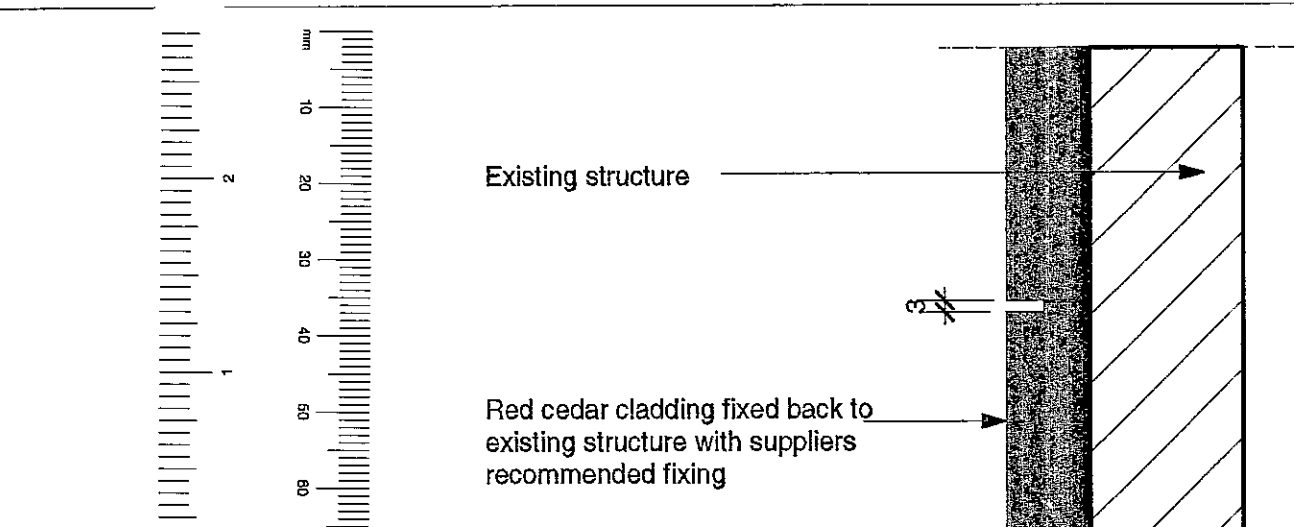 2
1
mm
10
20
30
40
50
60
Existing structure
3
Red cedar cladding fixed back to
existing structure with suppliers
recommended fixing